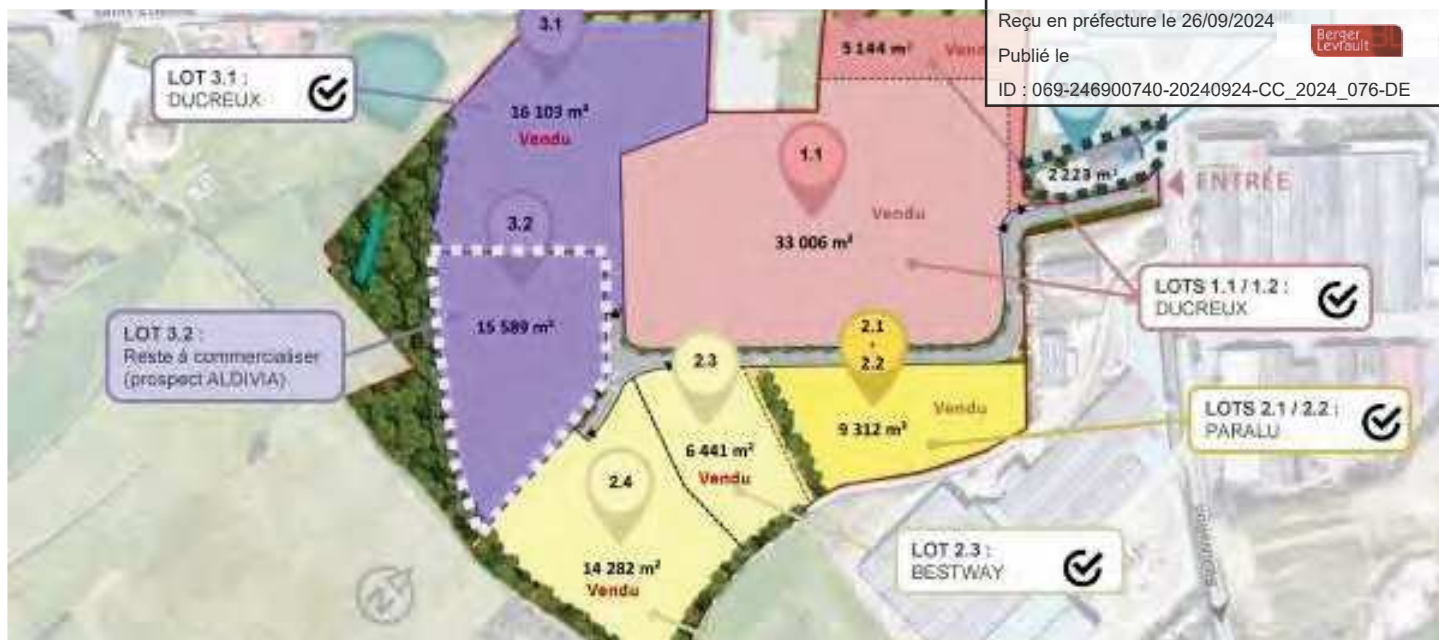 Reçu en préfecture le 26/09/2024
Publié le
ID : 069-246900740-20240924-CC_2024_076-DE
Berger
Levrault
3.1
5 144 m²
LOT 3.1 :
DUCREUX
16 103 m²
Vendu
1.1
2 223 m²
ENTRÉE
Vendu
33 006 m²
3.2
LOTS 1.1 / 1.2 :
DUCREUX
15 589 m²
LOT 3.2 :
Reste à commercialiser
(prospect ALDIVIA)
2.1
2.2
2.3
Vendu
9 312 m²
LOTS 2.1 / 2.2 :
PARALU
6 441 m²
Vendu
2.4
LOT 2.3 :
BESTWAY
14 282 m²
Vendu